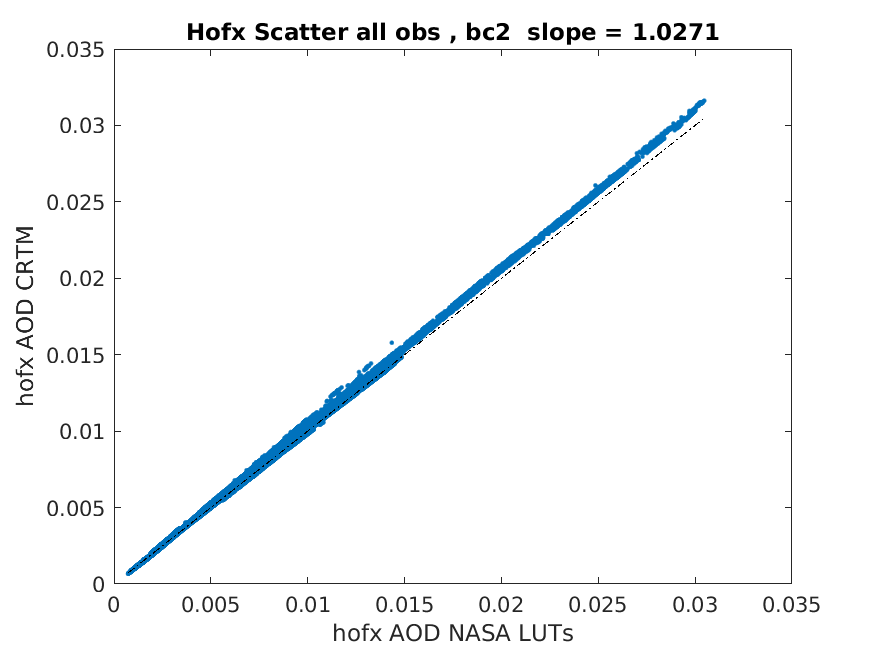 Hofx Scatter all obs , bc2  slope = 1.0271
0.035
0.03
0.025
0.02
0.015
0.01
0.005
0
hofx AOD CRTM
0 0.005 0.01 0.015 0.02 0.025 0.03 0.035
hofx AOD NASA LUTs